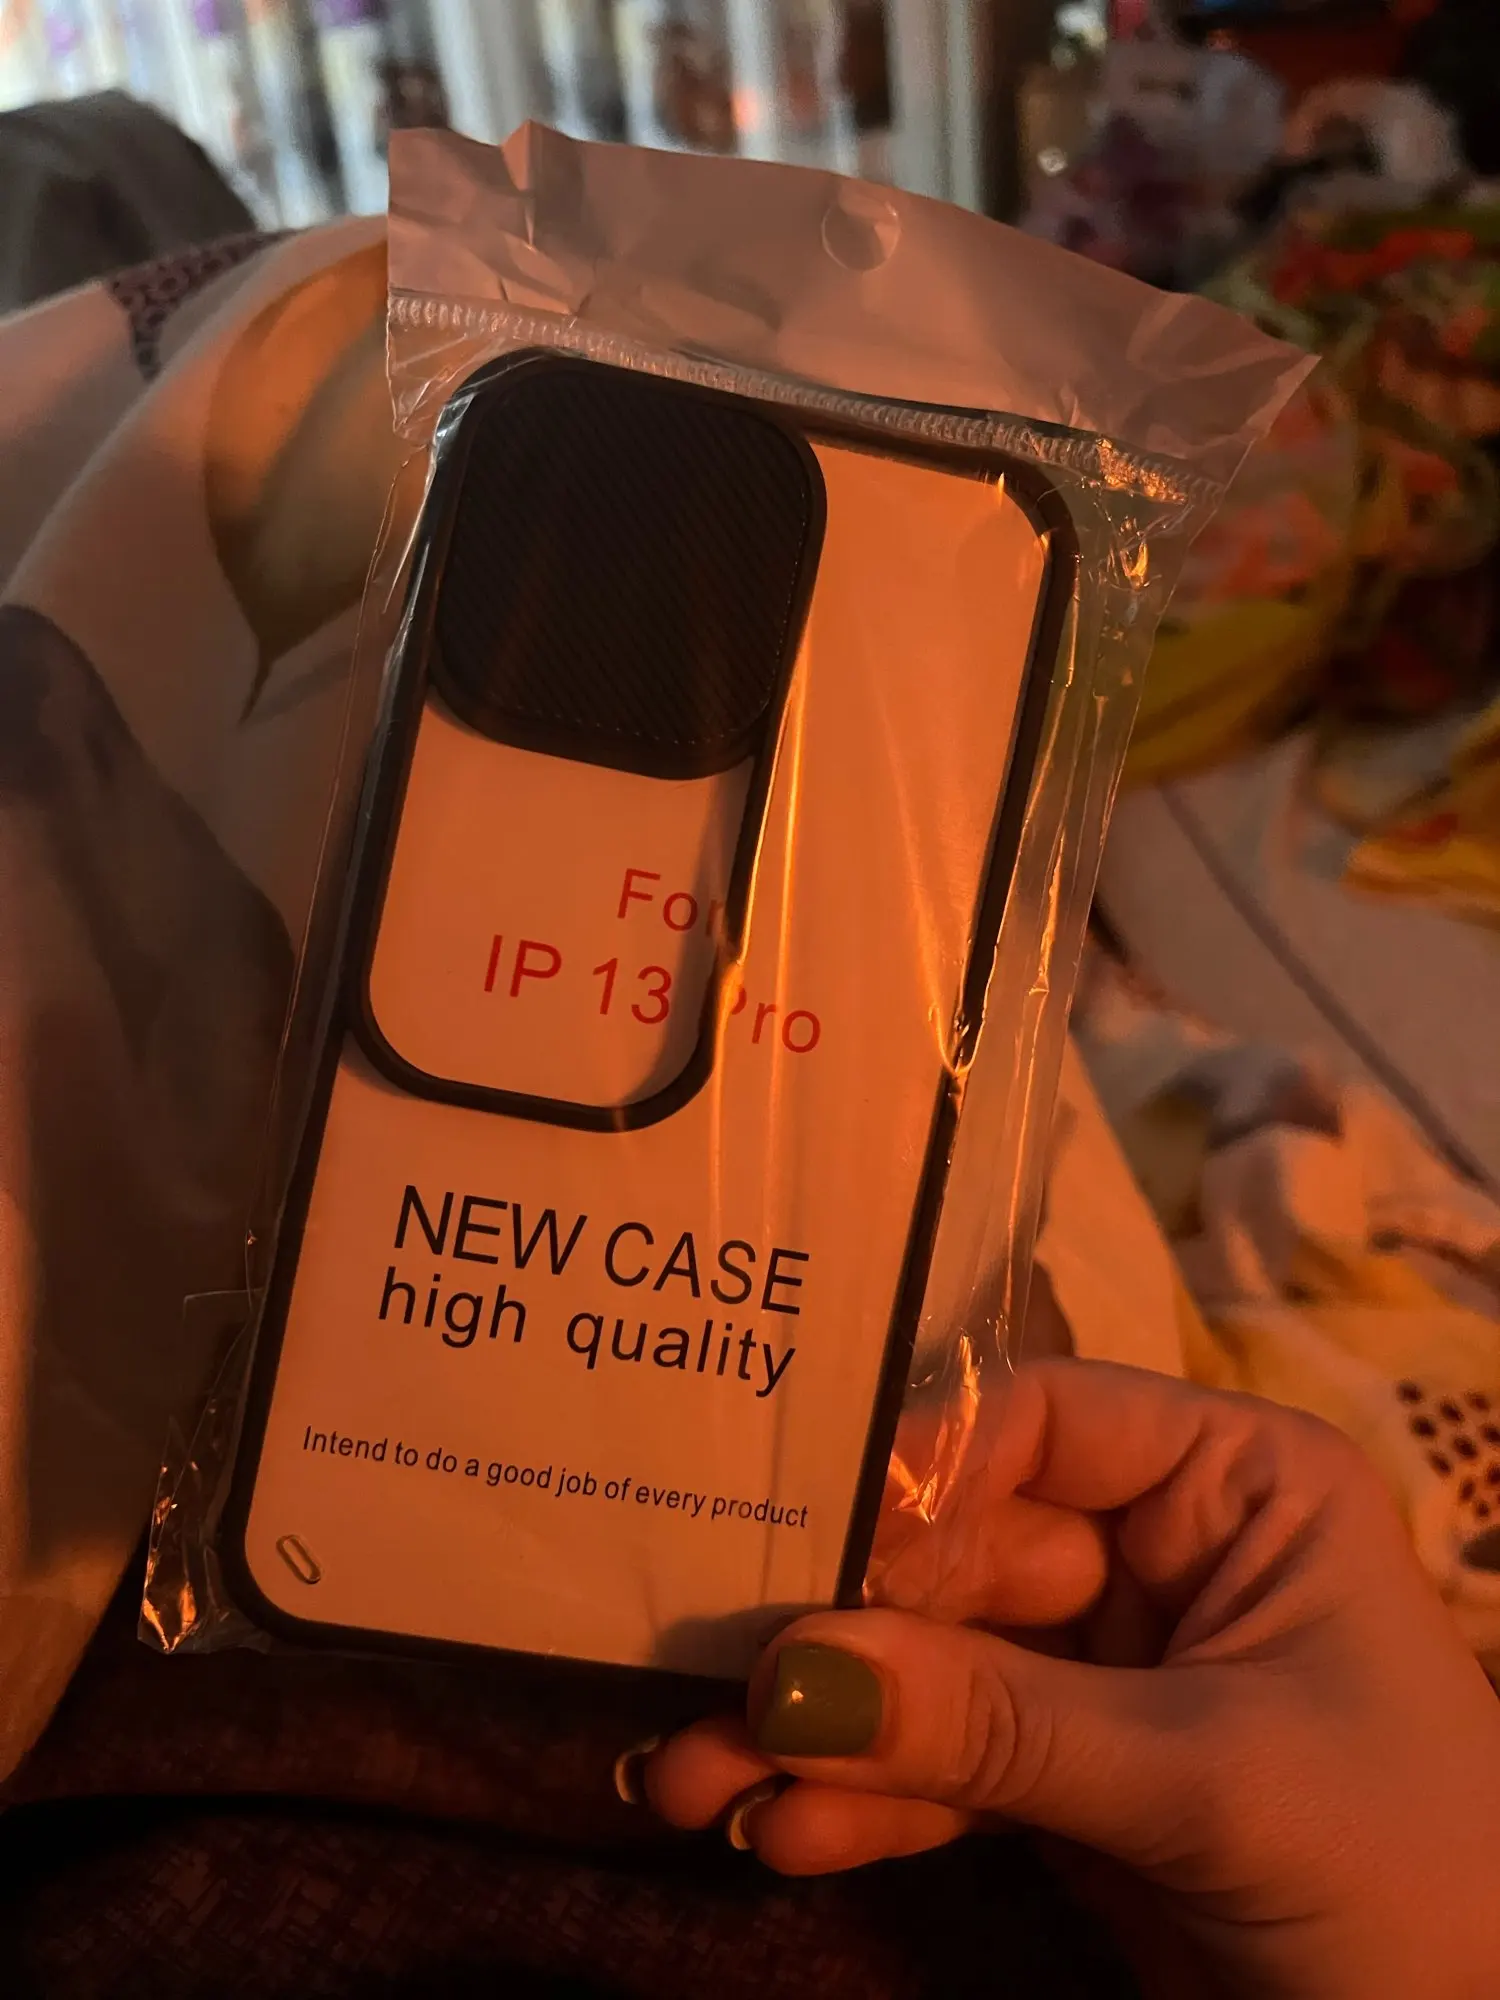 For
IP 13 Pro
NEW CASE
high quality
Intend to do a good job of every product